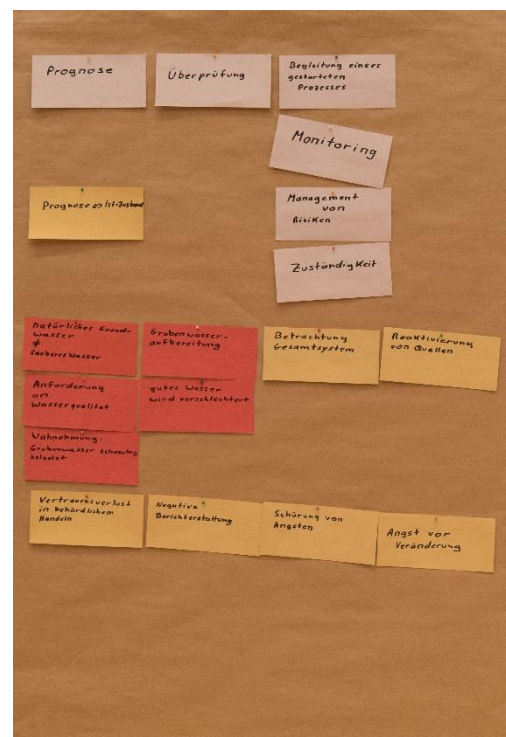 Prognose
Überprüfung
Begleitung eines
gestarteten
Prozesses
Monitoring
Prognose <-> Ist-Zustand
Management
von
Risiken
Zuständigkeit
natürliches Grund-
wasser
≠
sauberes Wasser
Grubenwasser-
aufbereitung
Betrachtung
Gesamtsystem
Reaktivierung
von Quellen
Anforderung
an
Wasserqualität
gutes Wasser
wird verschlechtert
Wahnehmung:
Grubenwasser
belastet
Vertrauensverlust
in behördlichem
Handeln
Negative
Berichterstattung
Schürung von
Ängsten
Angst vor
Veränderung